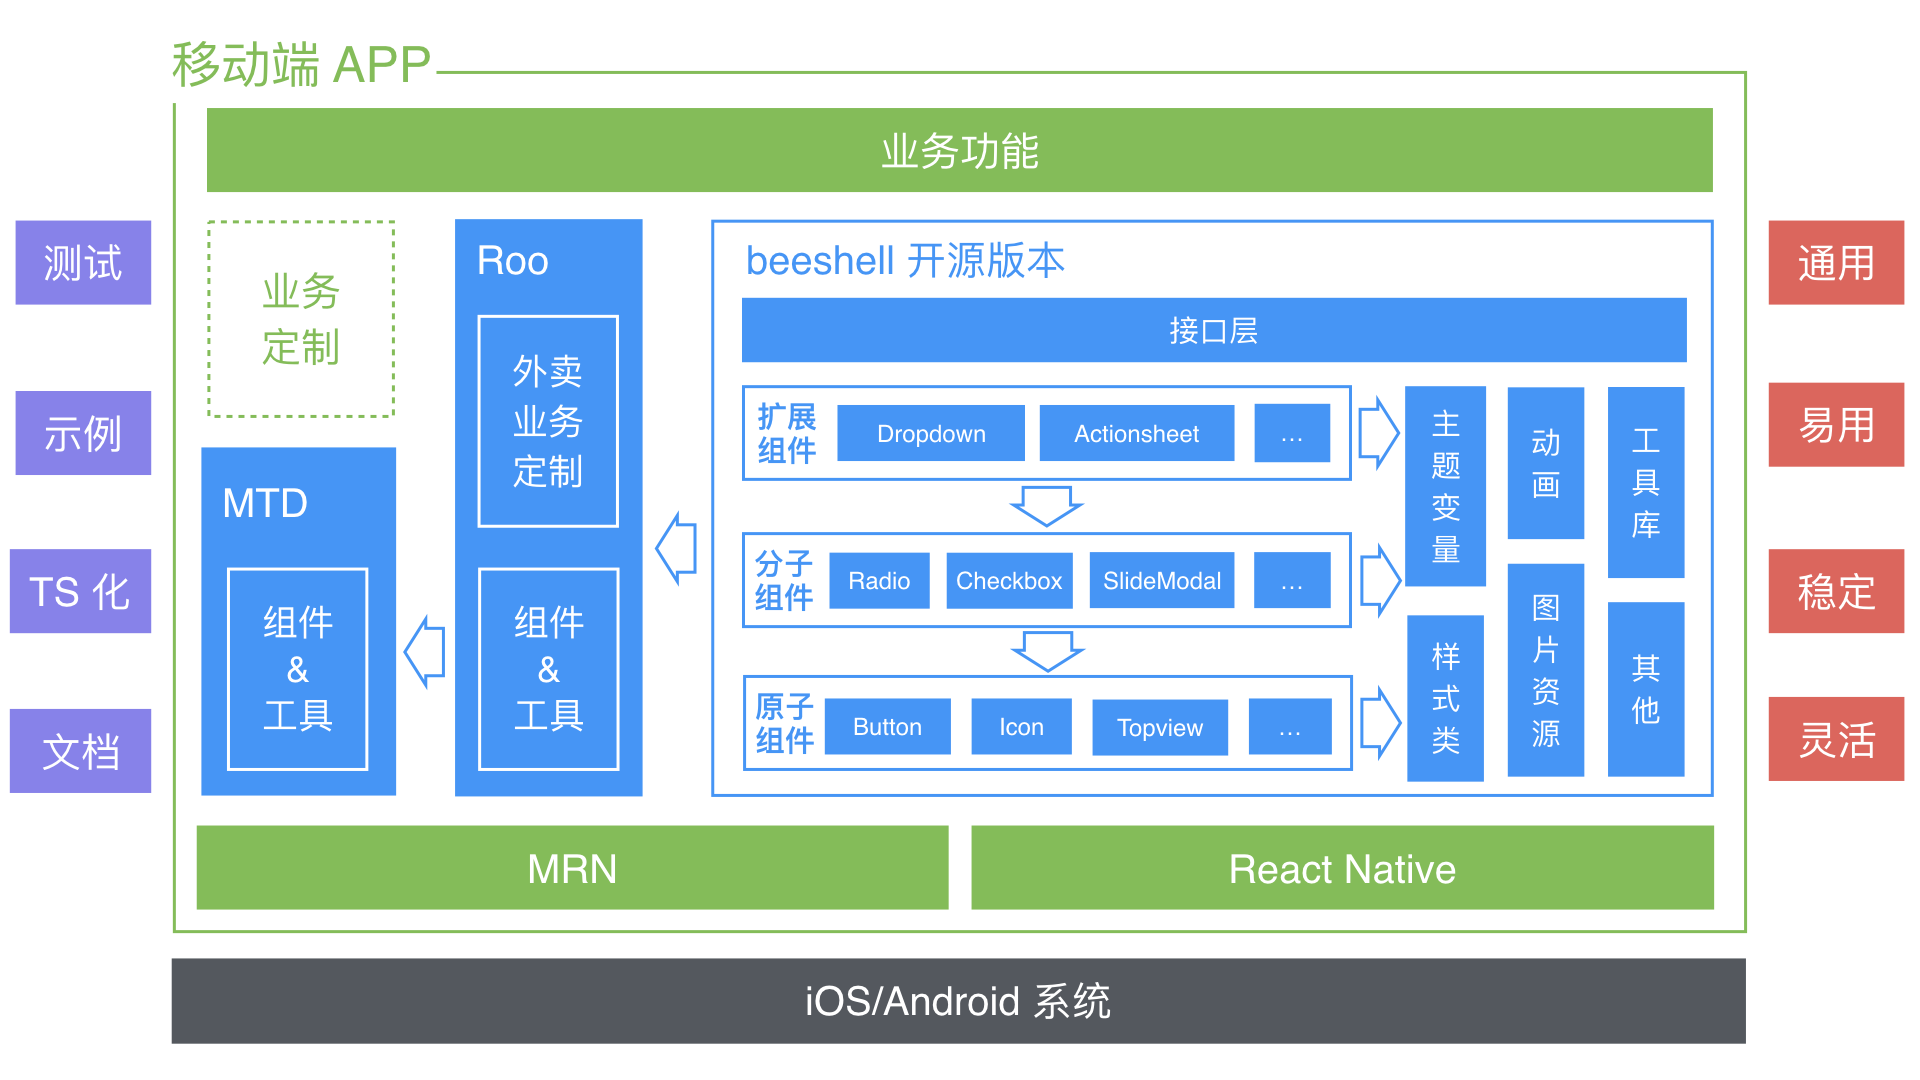 移动端 APP
业务功能
测试
示例
TS 化
文档
业务
定制
MTD
组件
&
工具
Roo
外卖
业务
定制
组件
&
工具
beeshell 开源版本
接口层
扩展
组件
Dropdown
Actionsheet
...
分子
组件
Radio
Checkbox
SlideModal
...
原子
组件
Button
Icon
Topview
...
主
题
变
量
样
式
类
动
画
图
片
资
源
工
具
库
其
他
通用
易用
稳定
灵活
MRN
React Native
iOS/Android 系统